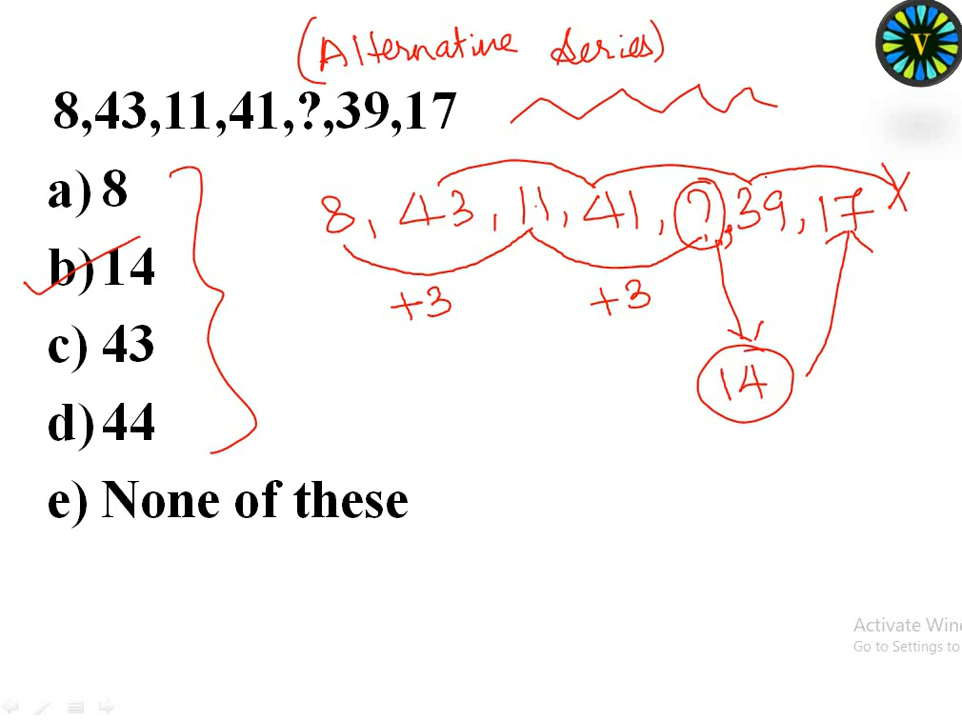 (Alternative Series)
V
8,43,11,41,?,39,17
a) 8
b) 14
c) 43
d) 44
e) None of these
8, 43, 11, 41, ?, 39, 17 X
+3 +3
14
Activate Win
Go to Settings to